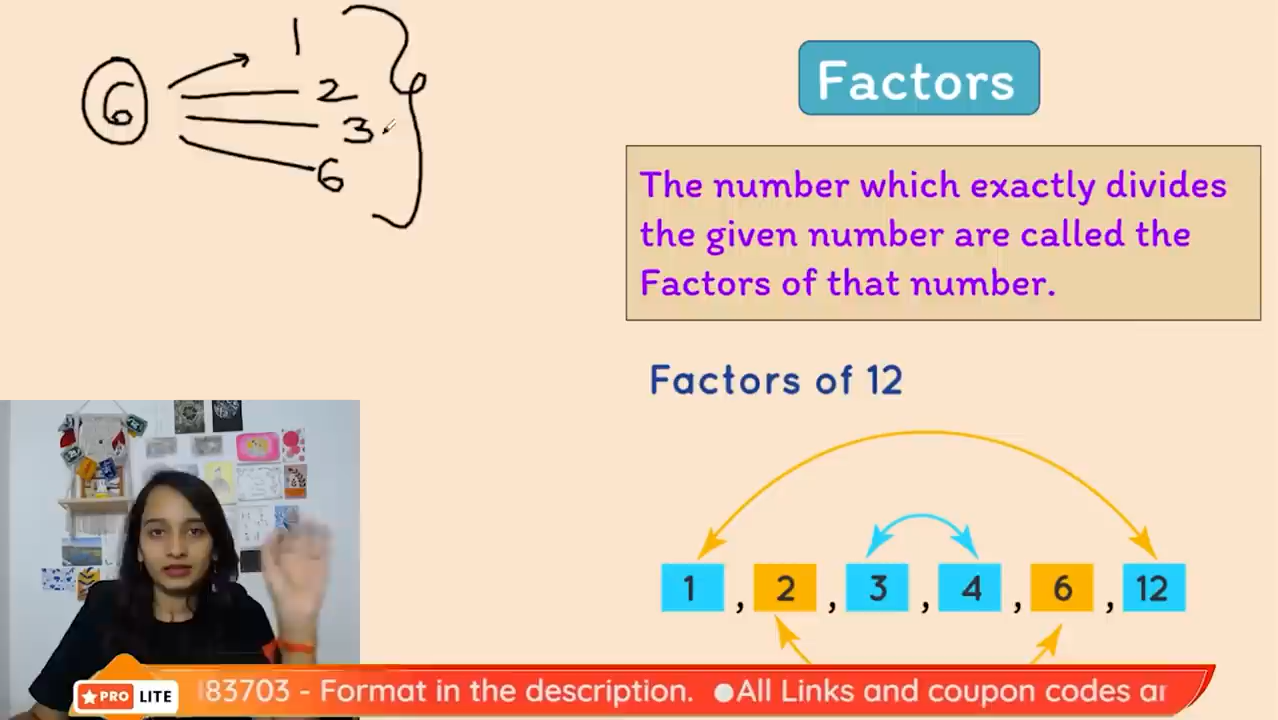 1
6
2
3
6
Factors
The number which exactly divides
the given number are called the
Factors of that number.
Factors of 12
1 , 2 , 3 , 4 , 6 , 12
PRO LITE
83703 - Format in the description. ●All Links and coupon codes